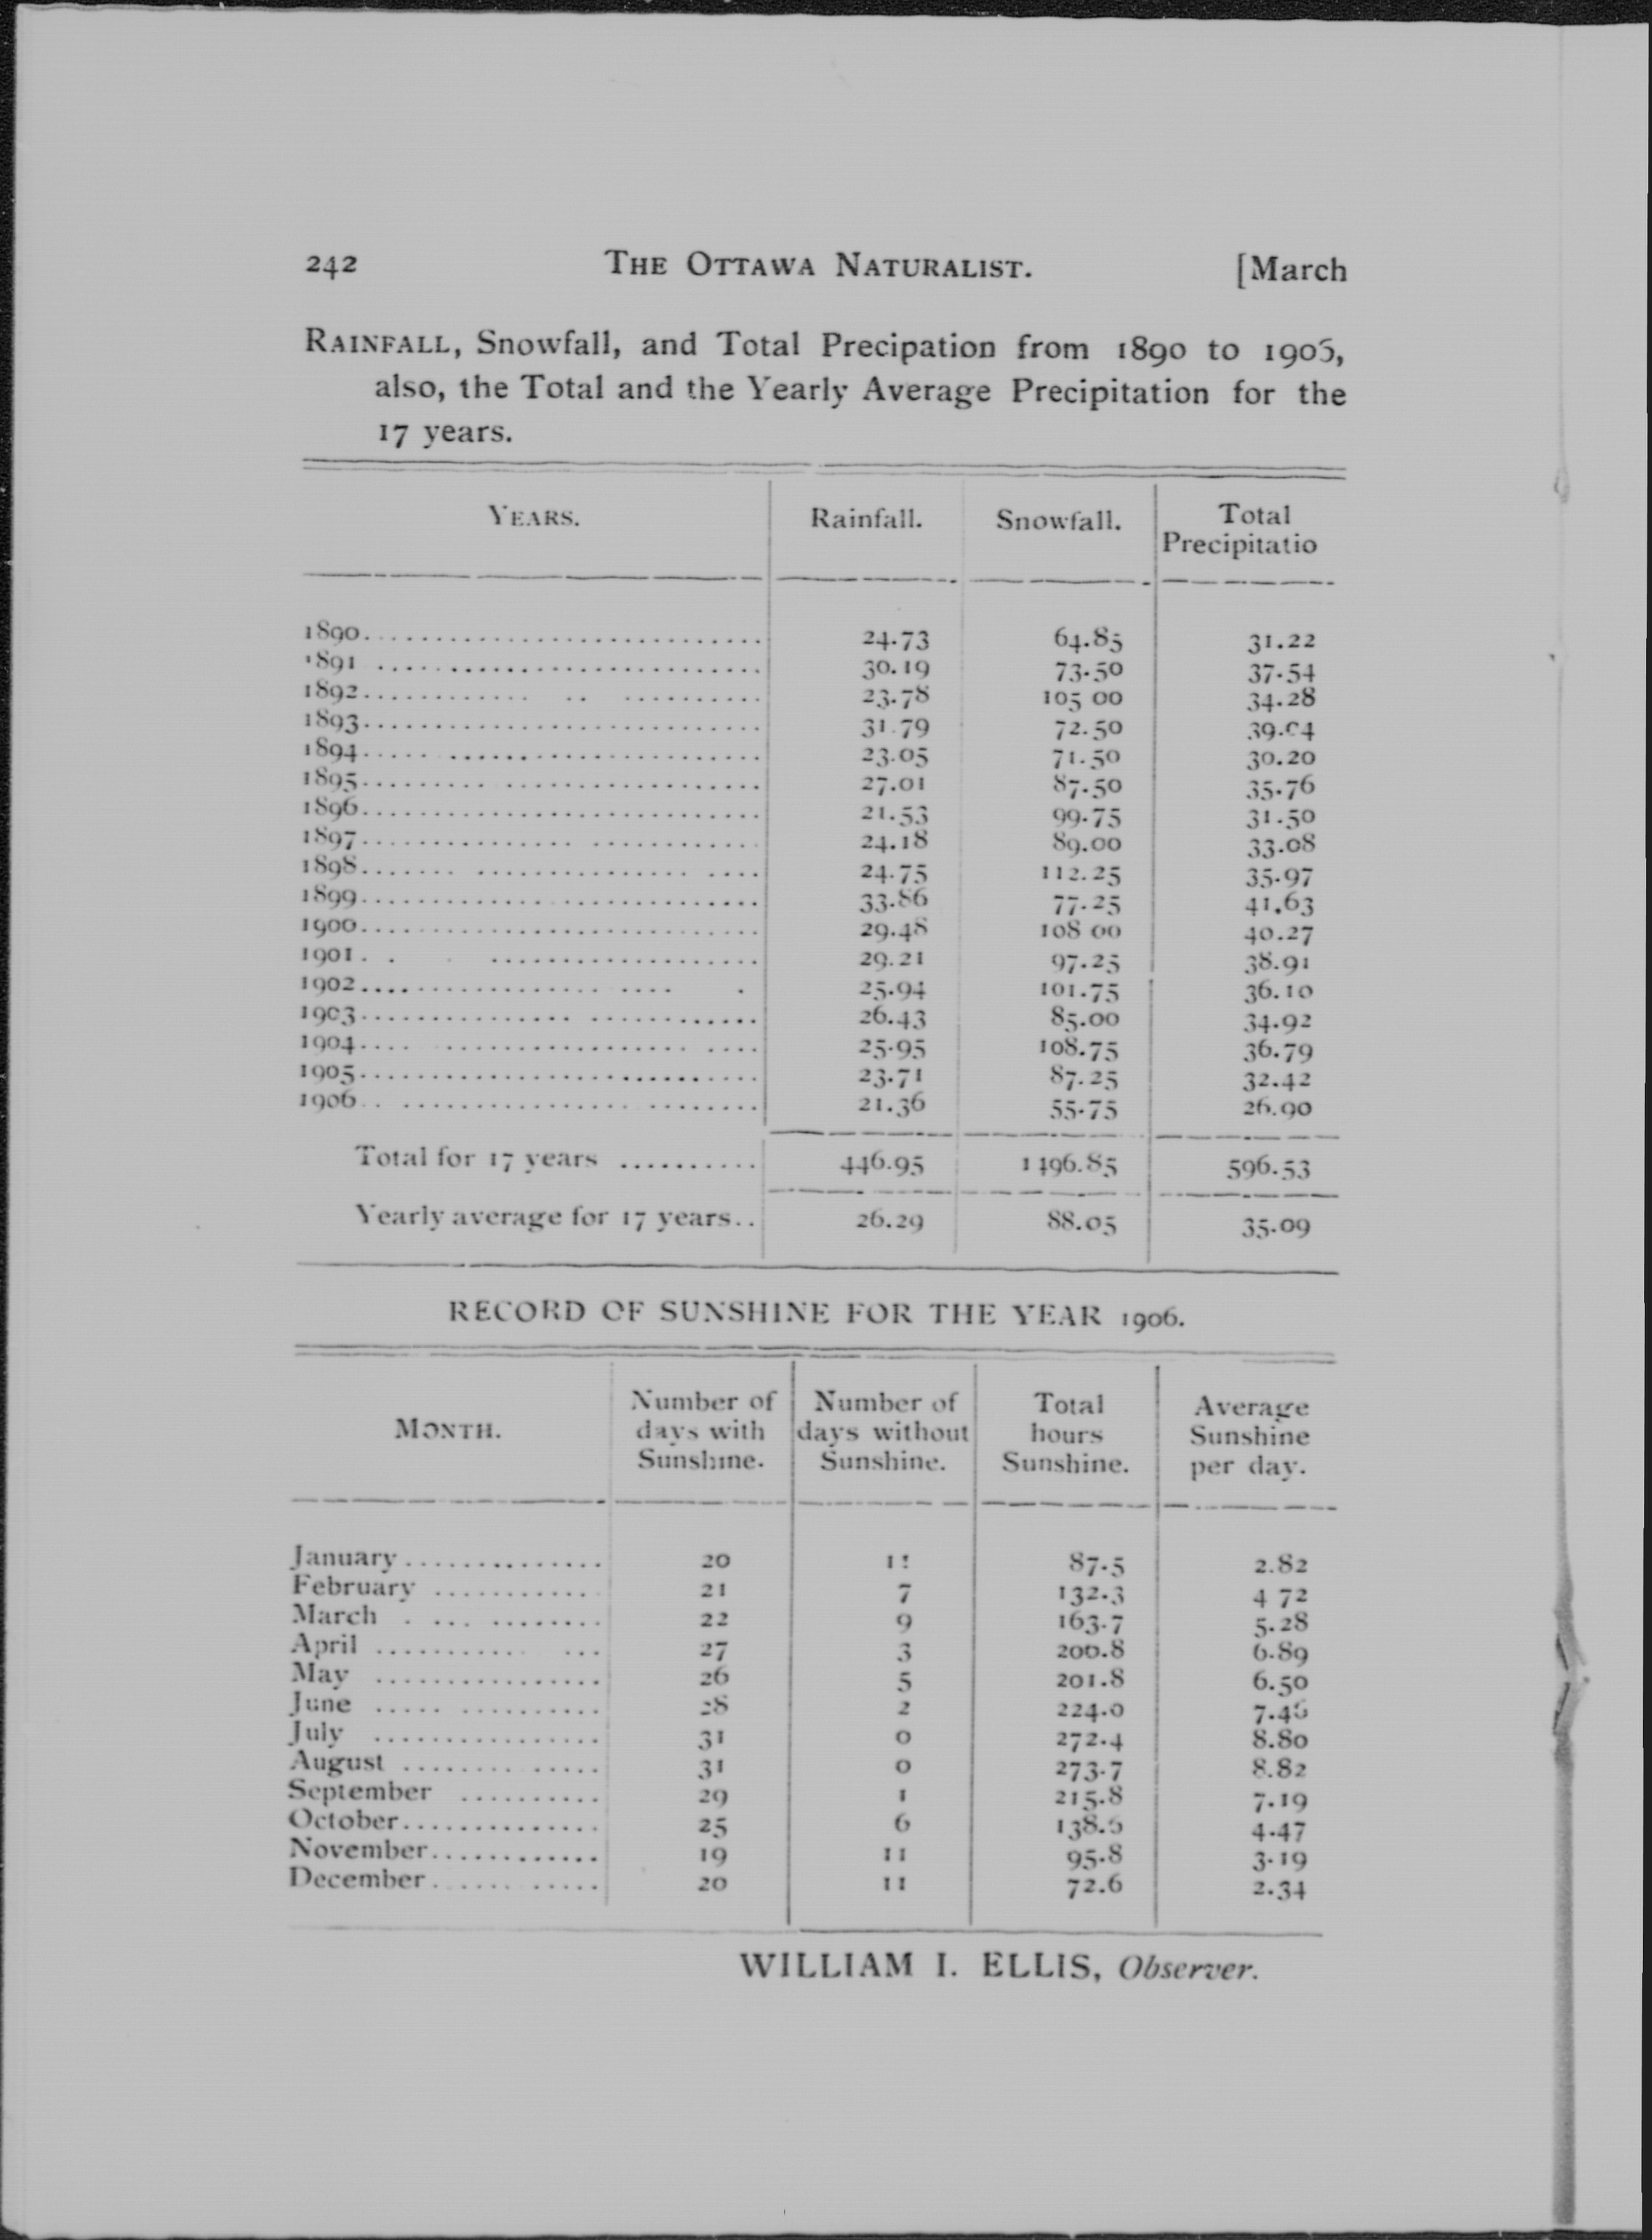 242 THE OTTAWA NATURALIST. [March
RAINFALL, Snowfall, and Total Precipation from 1890 to 1906,
also, the Total and the Yearly Average Precipitation for the
17 years.
YEARS. Rainfall. Snowfall. Total
Precipitatio
1890.............................. 24.73 64.85 31.22
1891 .............................. 30.19 73.50 37.54
1892............. .. .......... 23.78 105 00 34.28
1893.............................. 31.79 72.50 39.04
1894.............................. 23.05 71.50 30.20
1895.............................. 27.01 87.50 35.76
1896.............................. 21.53 99.75 31.50
1897................. ............ 24.18 89.00 33.08
1898....... ............... .... 24.75 112.25 35.97
1899.............................. 33.86 77.25 41.63
1900.............................. 29.48 108 00 40.27
1901. . ................... 29.21 97.25 38.91
1902................... .... . 25.94 101.75 36.10
1903................ ............ 26.43 85.00 34.92
1904.... ................. .... 25.95 108.75 36.79
1905.............................. 23.71 87.25 32.42
1906.. ................ ........ 21.36 55.75 26.90
Total for 17 years .......... 446.95 1496.85 596.53
Yearly average for 17 years.. 26.29 88.05 35.09
RECORD OF SUNSHINE FOR THE YEAR 1906.
MONTH. Number of days with Sunshine. Number of days without Sunshine. Total hours Sunshine. Average Sunshine per day.
January.............. 20 11 87.5 2.82
February ............ 21 7 132.3 4 72
March . ... ........ 22 9 163.7 5.28
April ........... ... 27 3 200.8 6.89
May ................ 26 5 201.8 6.50
June ..... .......... 28 2 224.0 7.46
July ................ 31 0 272.4 8.80
August .............. 31 0 273.7 8.82
September .......... 29 1 215.8 7.19
October.............. 25 6 138.6 4.47
November............ 19 11 95.8 3.19
December............ 20 11 72.6 2.34
WILLIAM I. ELLIS, Observer.